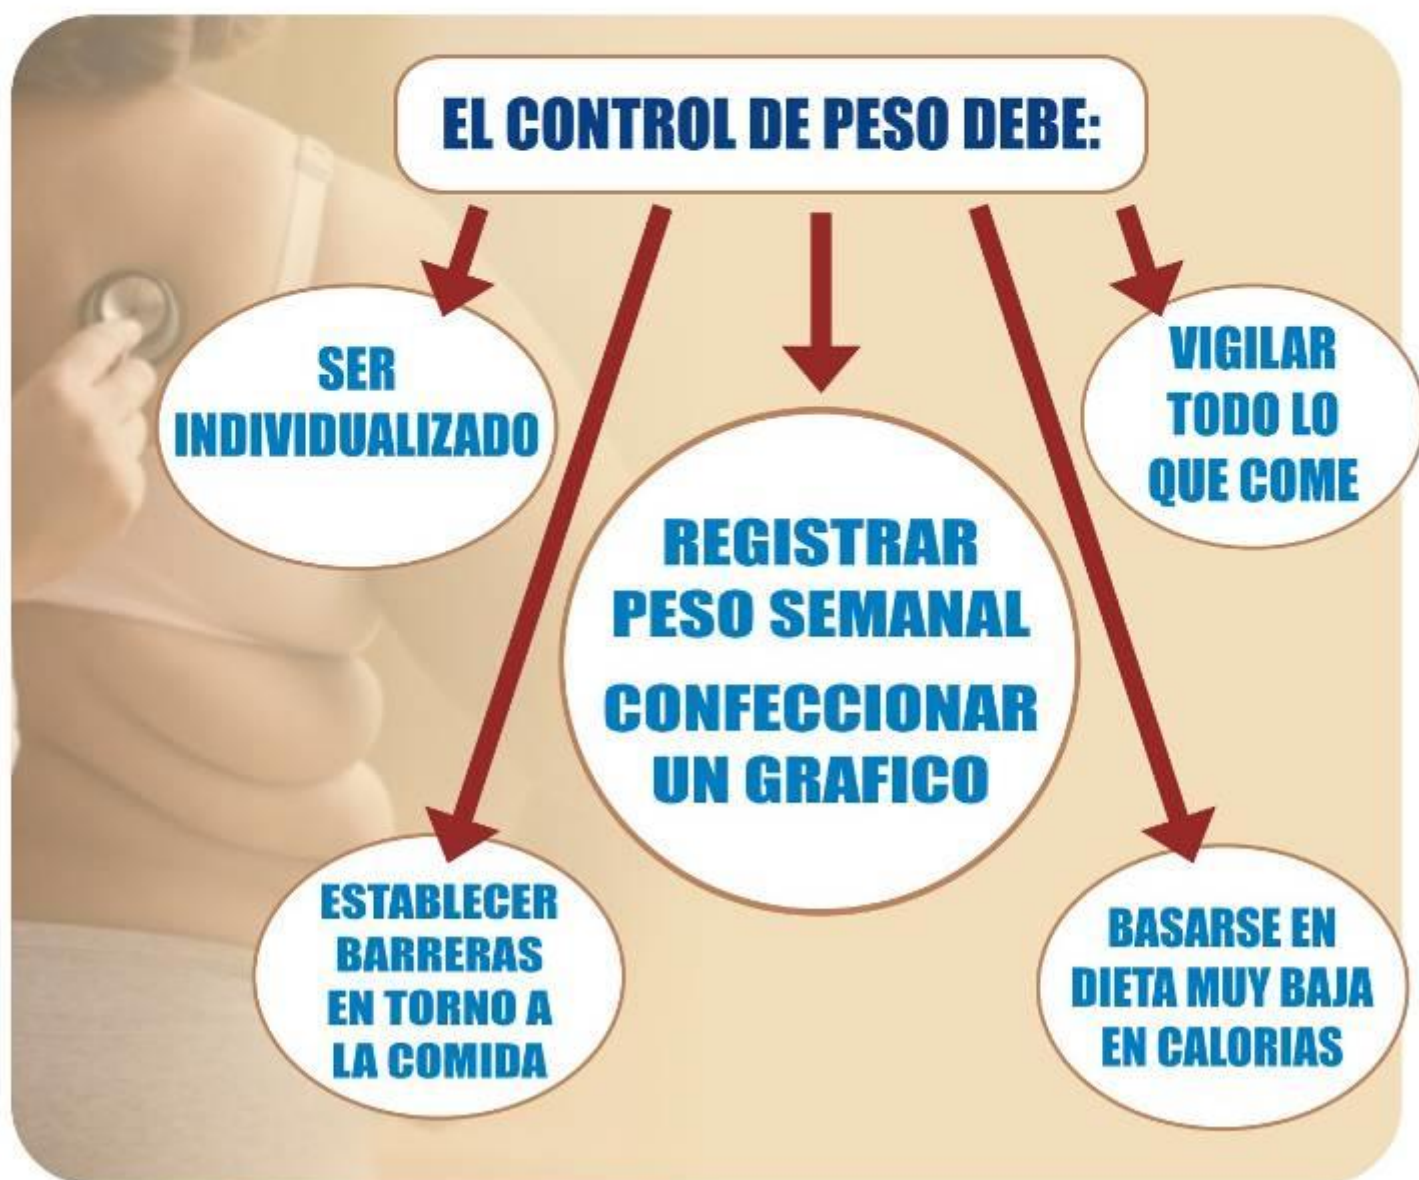 EL CONTROL DE PESO DEBE:
SER
INDIVIDUALIZADO
VIGILAR
TODO LO
QUE COME
REGISTRAR
PESO SEMANAL
CONFECCIONAR
UN GRAFICO
ESTABLECER
BARRERAS
EN TORNO A
LA COMIDA
BASARSE EN
DIETA MUY BAJA
EN CALORIAS